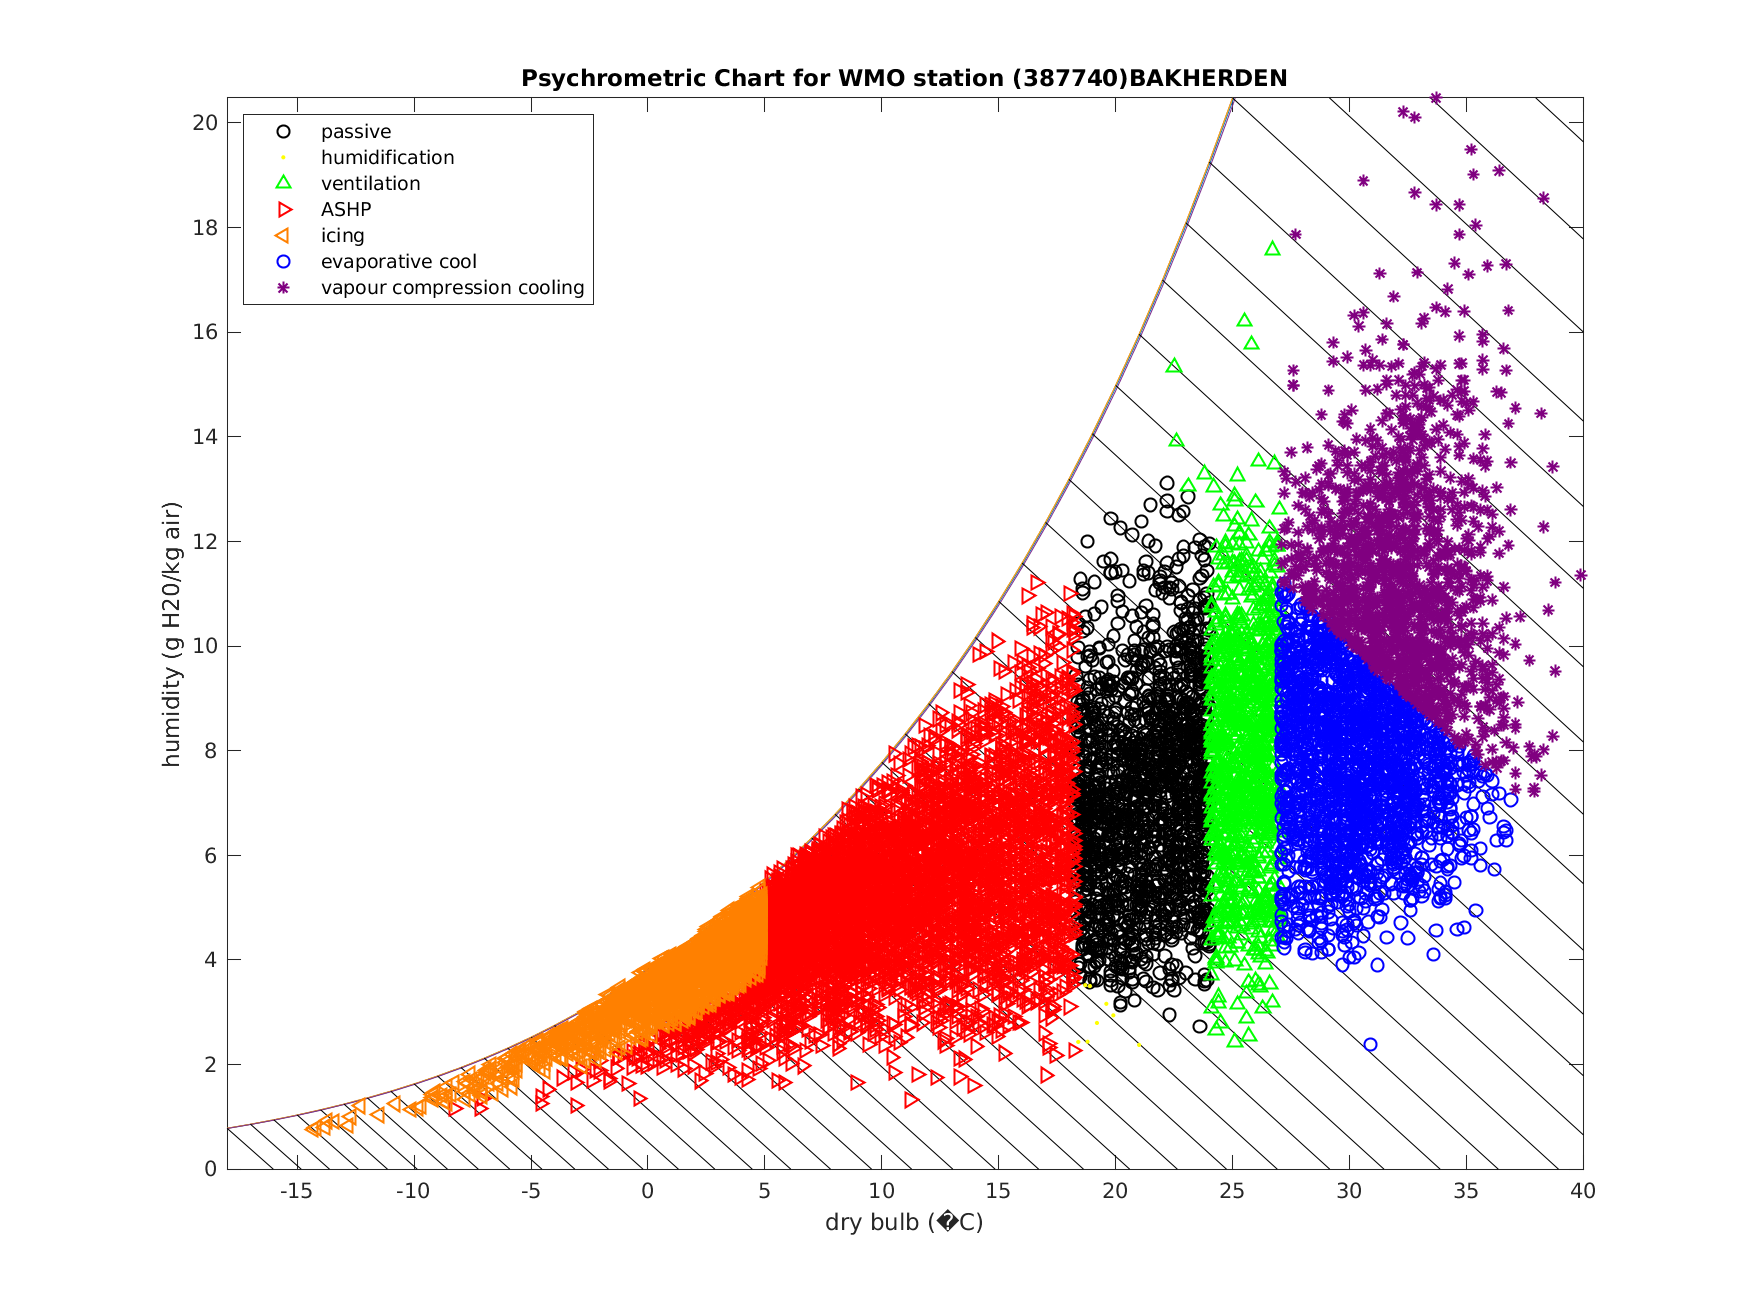 Psychrometric Chart for WMO station (387740)BAKHERDEN
passive
humidification
ventilation
ASHP
icing
evaporative cool
vapour compression cooling
humidity (g H20/kg air)
20
18
16
14
12
10
8
6
4
2
0
-15 -10 -5 0 5 10 15 20 25 30 35 40
dry bulb (�C)